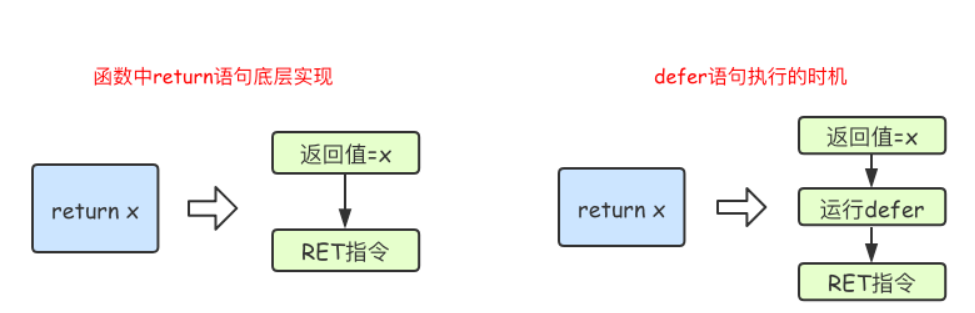 函数中return语句底层实现
return x
返回值=x
RET指令
defer语句执行的时机
return x
返回值=x
运行defer
RET指令